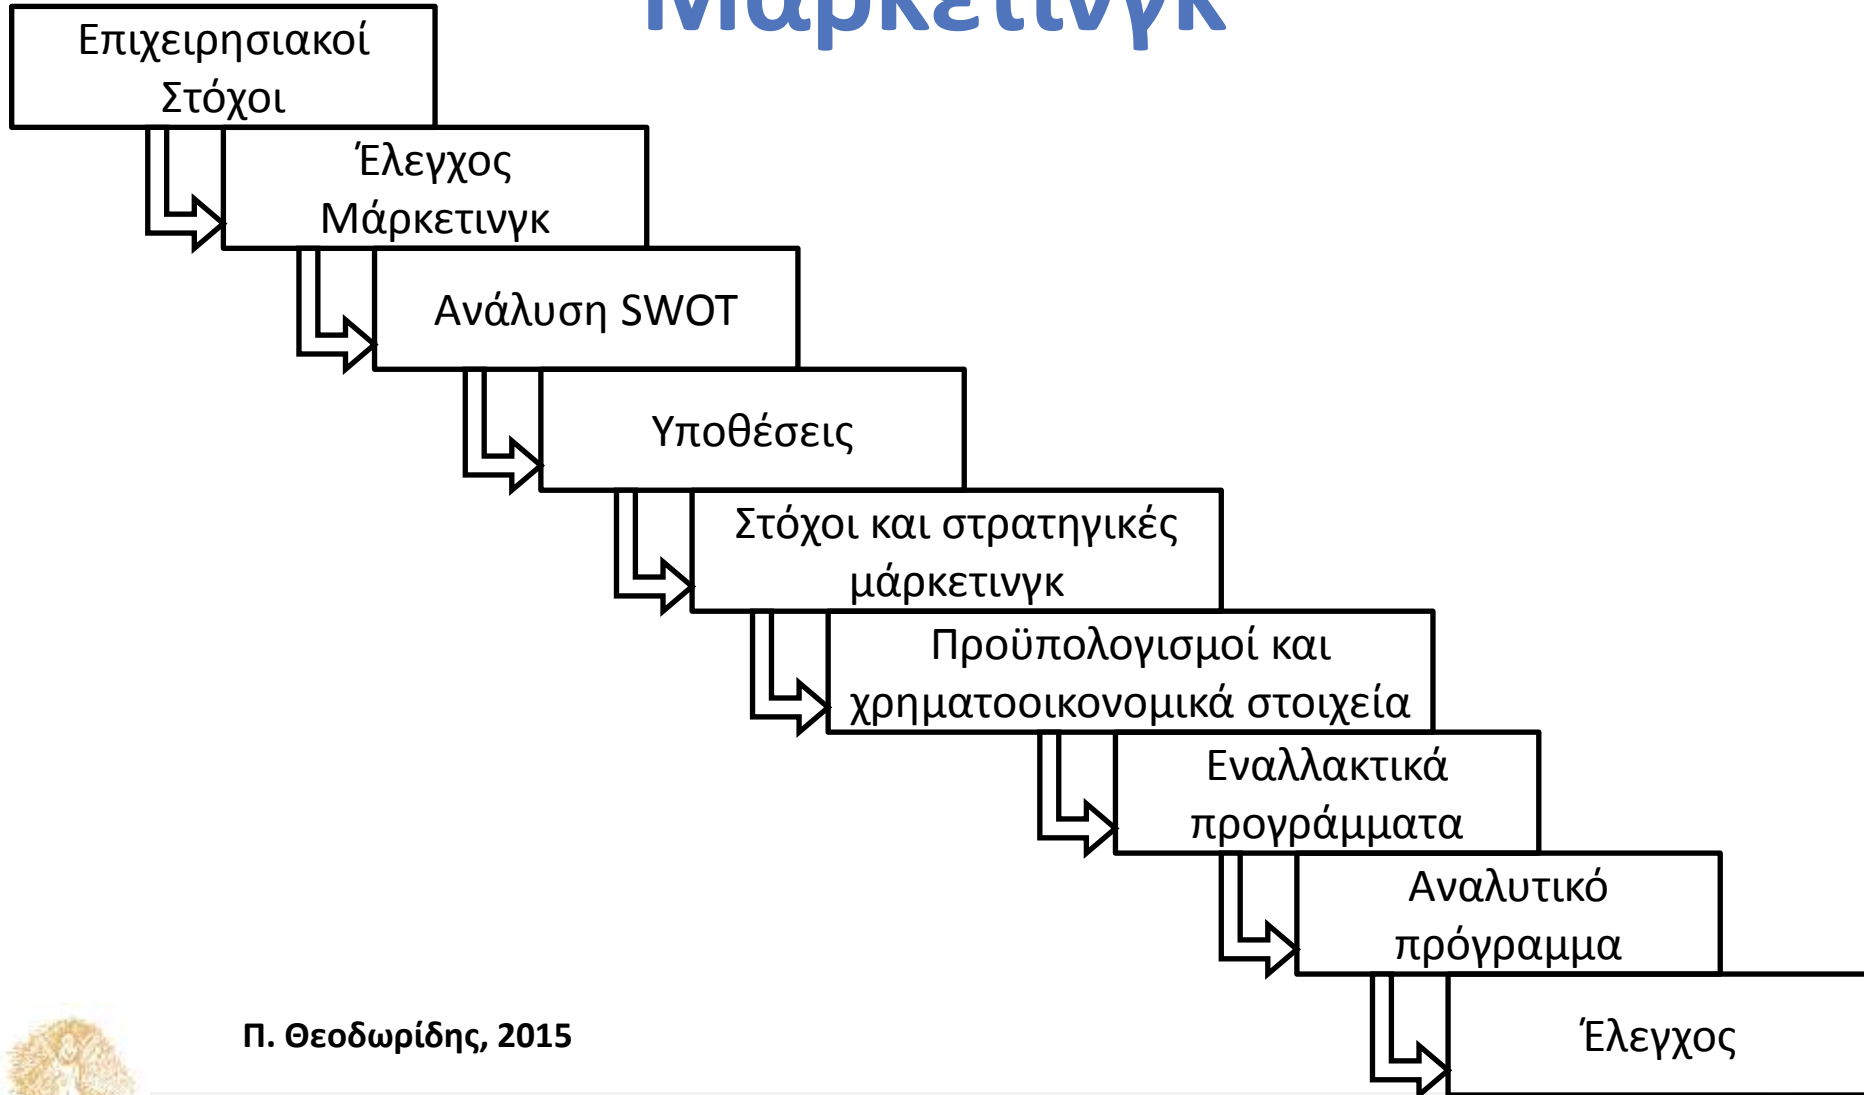 Μάρκετινγκ
Επιχειρησιακοί
Στόχοι
Έλεγχος
Μάρκετινγκ
Ανάλυση SWOT
Υποθέσεις
Στόχοι και στρατηγικές
μάρκετινγκ
Προϋπολογισμοί και
χρηματοοικονομικά στοιχεία
Εναλλακτικά
προγράμματα
Αναλυτικό
πρόγραμμα
Έλεγχος
Π. Θεοδωρίδης, 2015